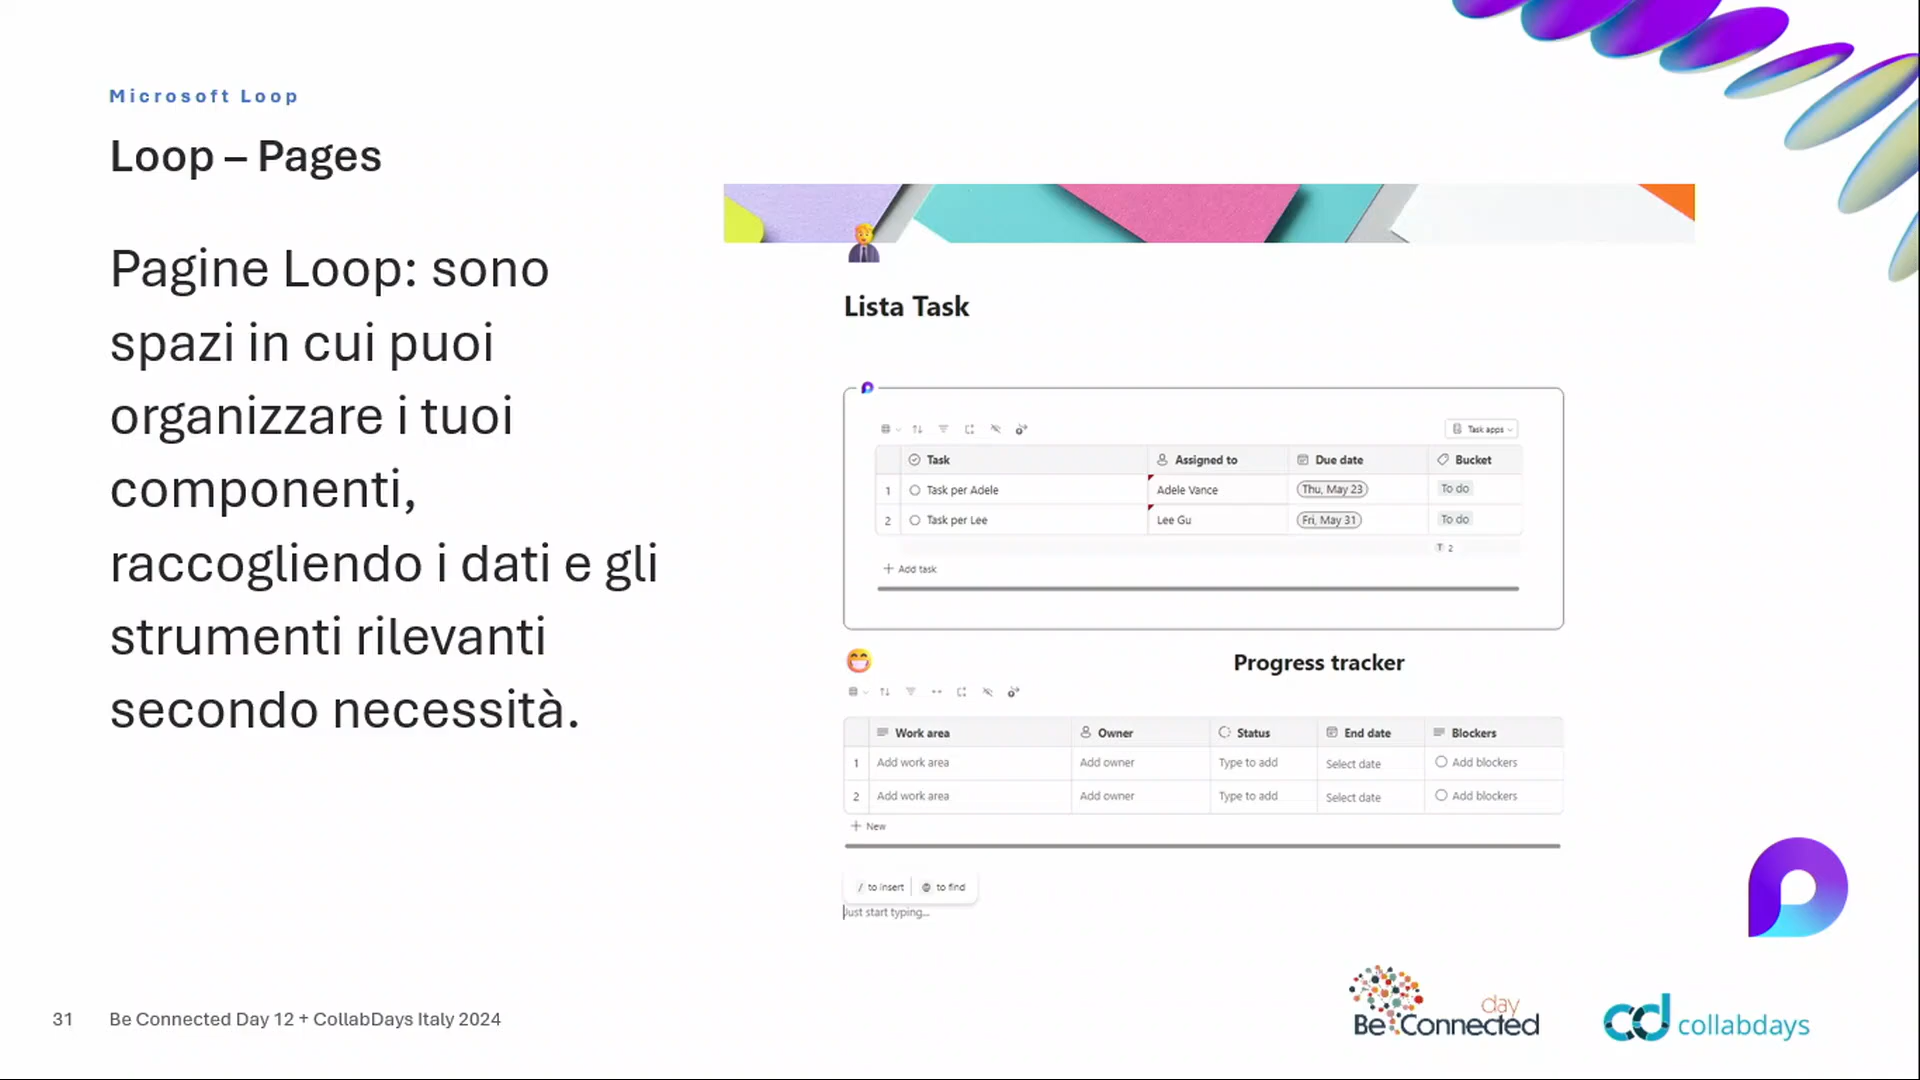 Microsoft Loop
Loop – Pages
Pagine Loop: sono
spazi in cui puoi
organizzare i tuoi
componenti,
raccogliendo i dati e gli
strumenti rilevanti
secondo necessità.
Lista Task
Task apps
Task Assigned to Due date Bucket
1 Task per Adele Adele Vance Thu, May 23 To do
2 Task per Lee Lee Gu Fri, May 31 To do
T 2
+ Add task
Progress tracker
Work area Owner Status End date Blockers
1 Add work area Add owner Type to add Select date Add blockers
2 Add work area Add owner Type to add Select date Add blockers
+ New
/ to insert @ to find
Just start typing...
31 Be Connected Day 12 + CollabDays Italy 2024
day
Be Connected
cd collabdays